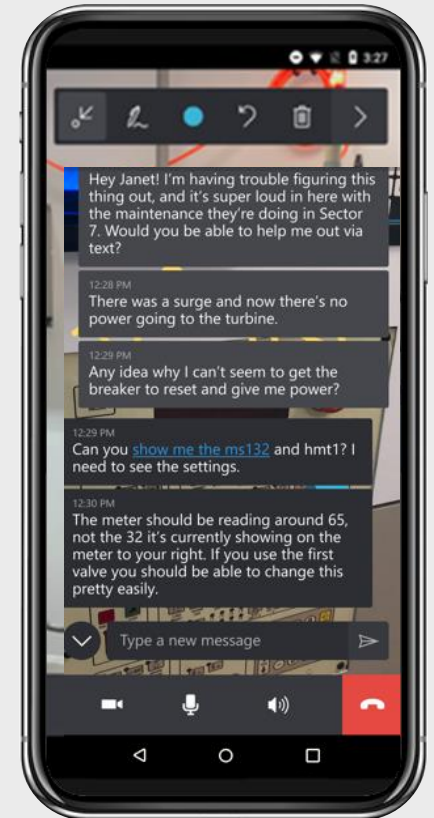 3:27
Hey Janet! I'm having trouble figuring this
thing out, and it's super loud in here with
the maintenance they're doing in Sector
7. Would you be able to help me out via
text?
12:28 PM
There was a surge and now there's no
power going to the turbine.
12:29 PM
Any idea why I can't seem to get the
breaker to reset and give me power?
12:29 PM
Can you show me the ms132 and hmt1? I
need to see the settings.
12:30 PM
The meter should be reading around 65,
not the 32 it's currently showing on the
meter to your right. If you use the first
valve you should be able to change this
pretty easily.
Type a new message